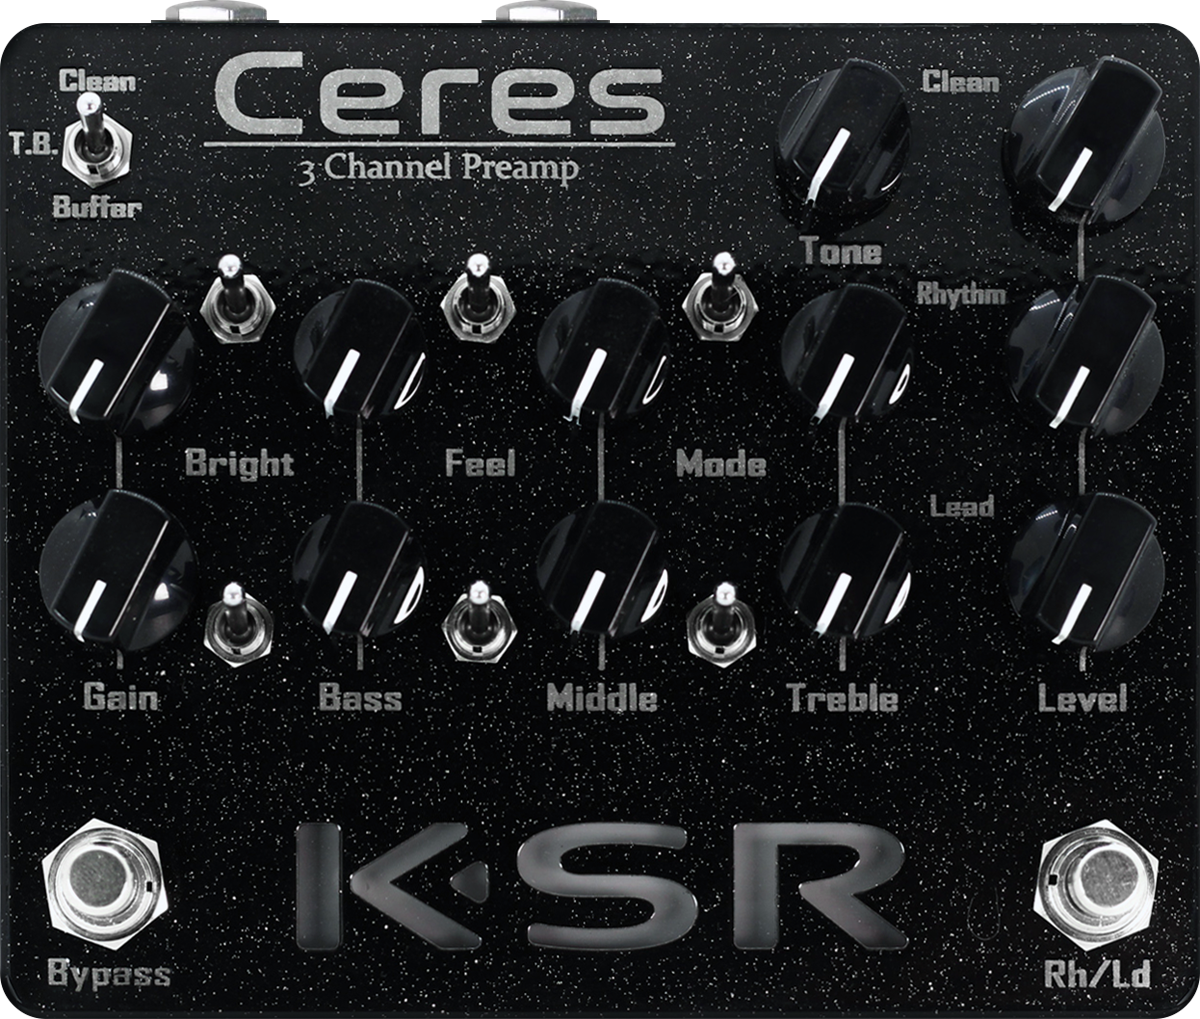 Clean
Ceres
Clean
T.B.
3 Channel Preamp
Buffer
Tone
Rhythm
Bright
Feel
Mode
Lead
Gain
Bass
Middle
Treble
Level
KSR
Bypass
Rh/Ld